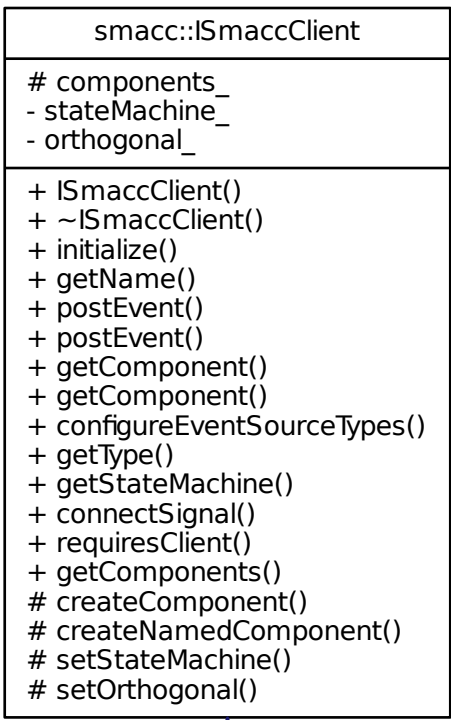 smacc::ISmaccClient
# components_
- stateMachine_
- orthogonal_
+ ISmaccClient()
+ ~ISmaccClient()
+ initialize()
+ getName()
+ postEvent()
+ postEvent()
+ getComponent()
+ getComponent()
+ configureEventSourceTypes()
+ getType()
+ getStateMachine()
+ connectSignal()
+ requiresClient()
+ getComponents()
# createComponent()
# createNamedComponent()
# setStateMachine()
# setOrthogonal()